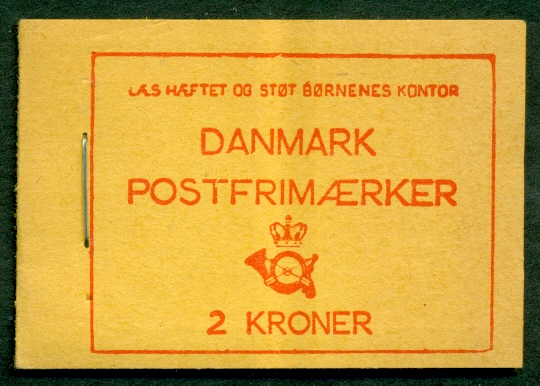 LÆS HÆFTET OG STØT BØRNENES KONTOR
DANMARK
POSTFRIMÆRKER
2 KRONER